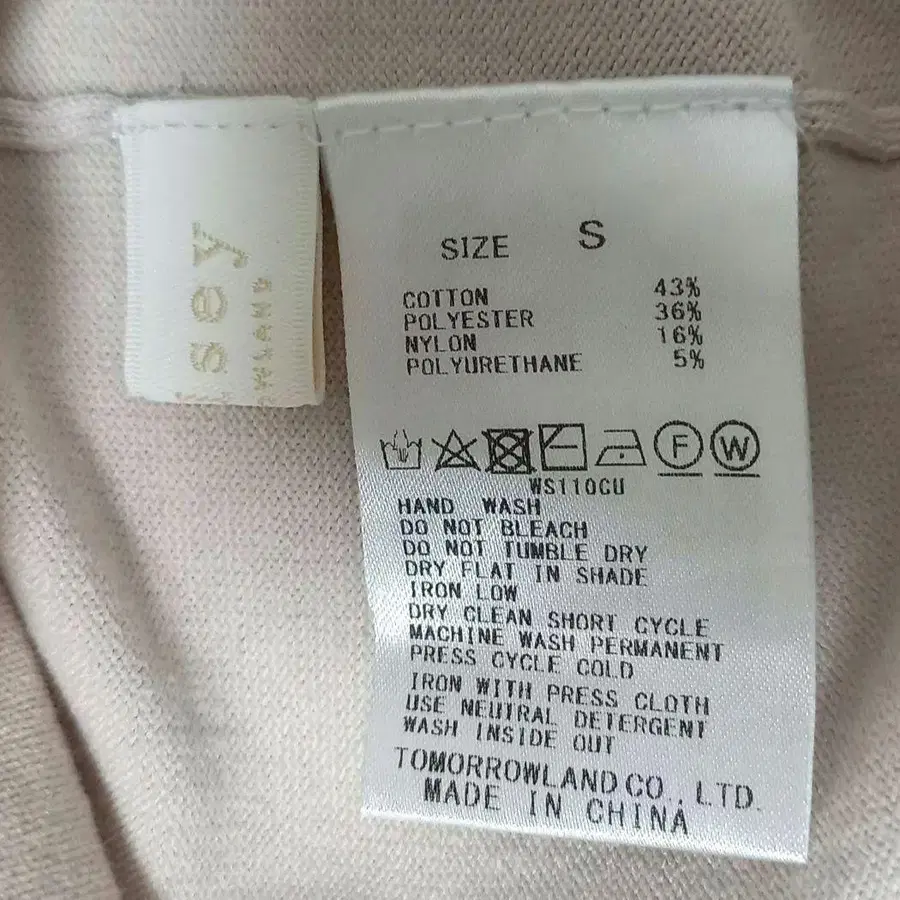 sey
SIZE S
COTTON 43%
POLYESTER 36%
NYLON 16%
POLYURETHANE 5%
F W
WS110CU
HAND WASH
DO NOT BLEACH
DO NOT TUMBLE DRY
DRY FLAT IN SHADE
IRON LOW
DRY CLEAN SHORT CYCLE
MACHINE WASH PERMANENT
PRESS CYCLE COLD
IRON WITH PRESS CLOTH
USE NEUTRAL DETERGENT
WASH INSIDE OUT
TOMORROWLAND CO., LTD.
MADE IN CHINA